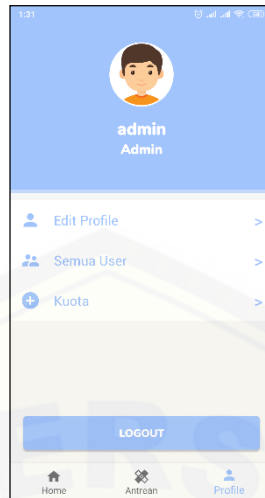 1:31
admin
Admin
Edit Profile >
Semua User >
Kuota >
LOGOUT
Home Antrean Profile